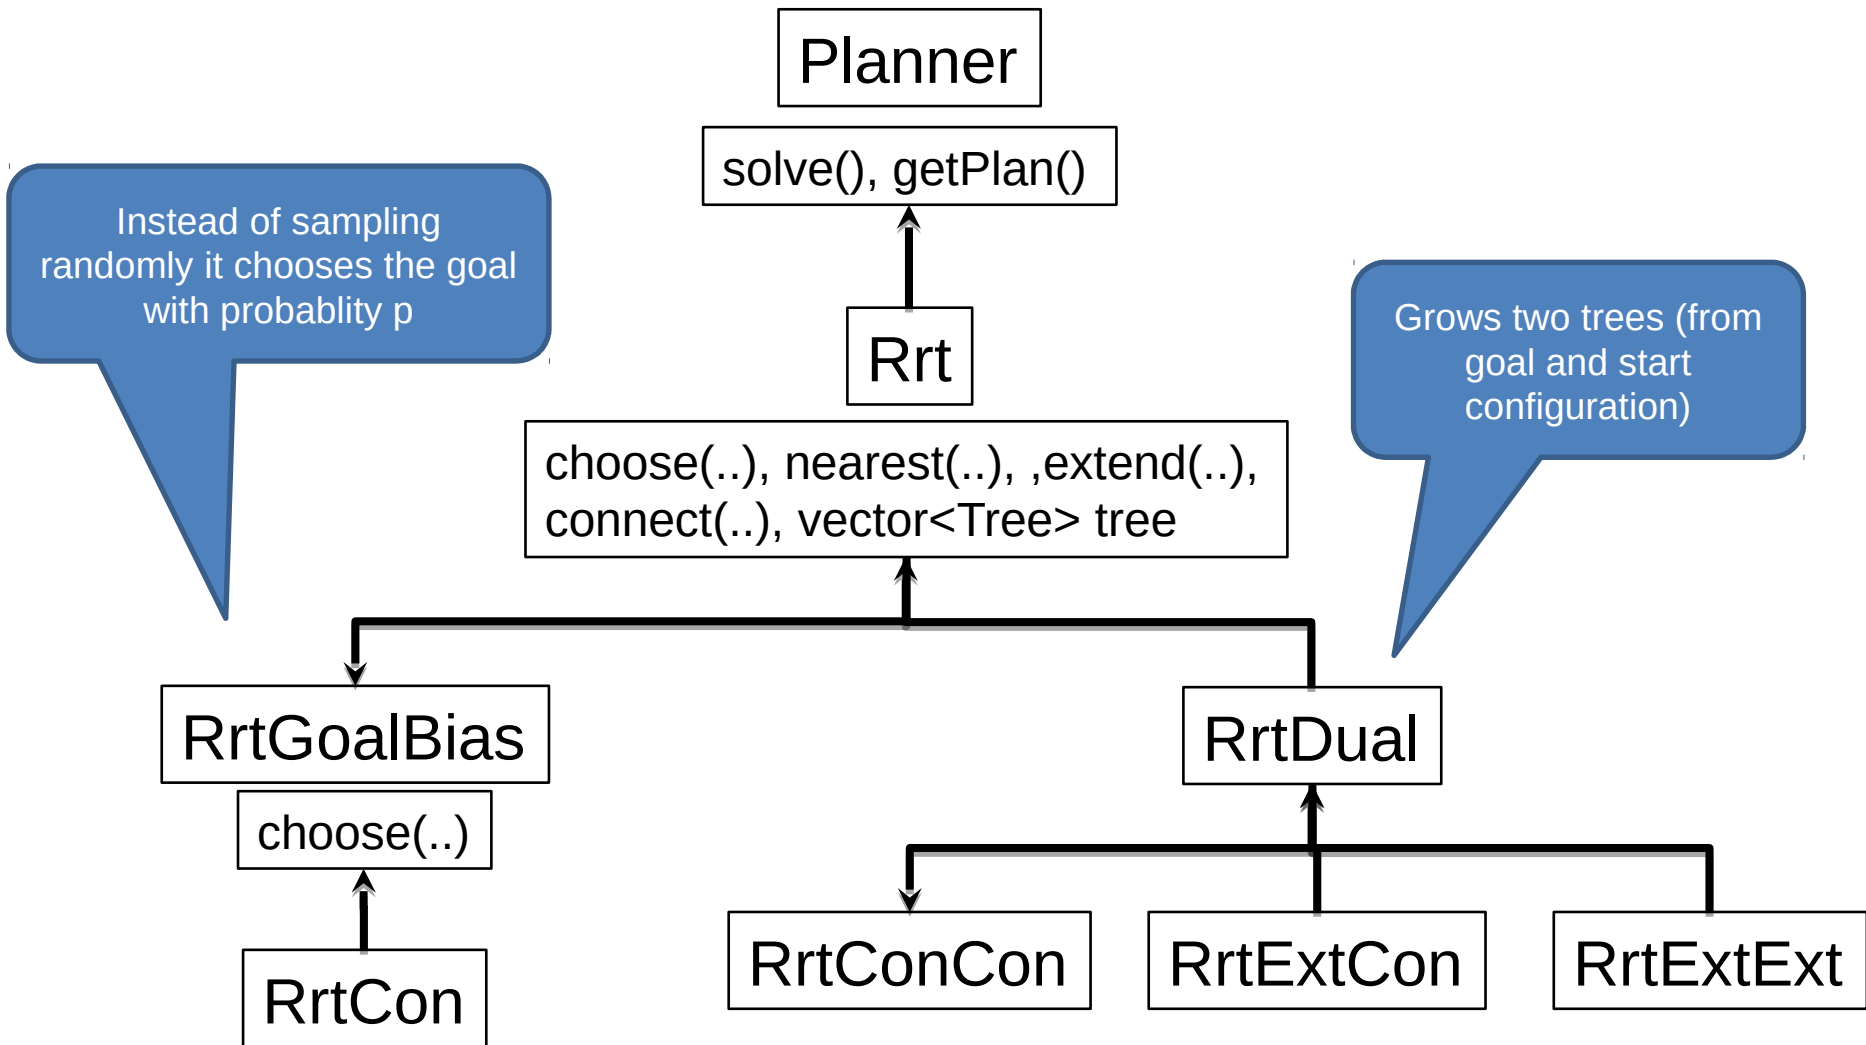 Planner
solve(), getPlan()
Instead of sampling
randomly it chooses the goal
with probablity p
Grows two trees (from
goal and start
configuration)
Rrt
choose(..), nearest(..), ,extend(..),
connect(..), vector<Tree> tree
RrtGoalBias
RrtDual
choose(..)
RrtCon
RrtConCon
RrtExtCon
RrtExtExt